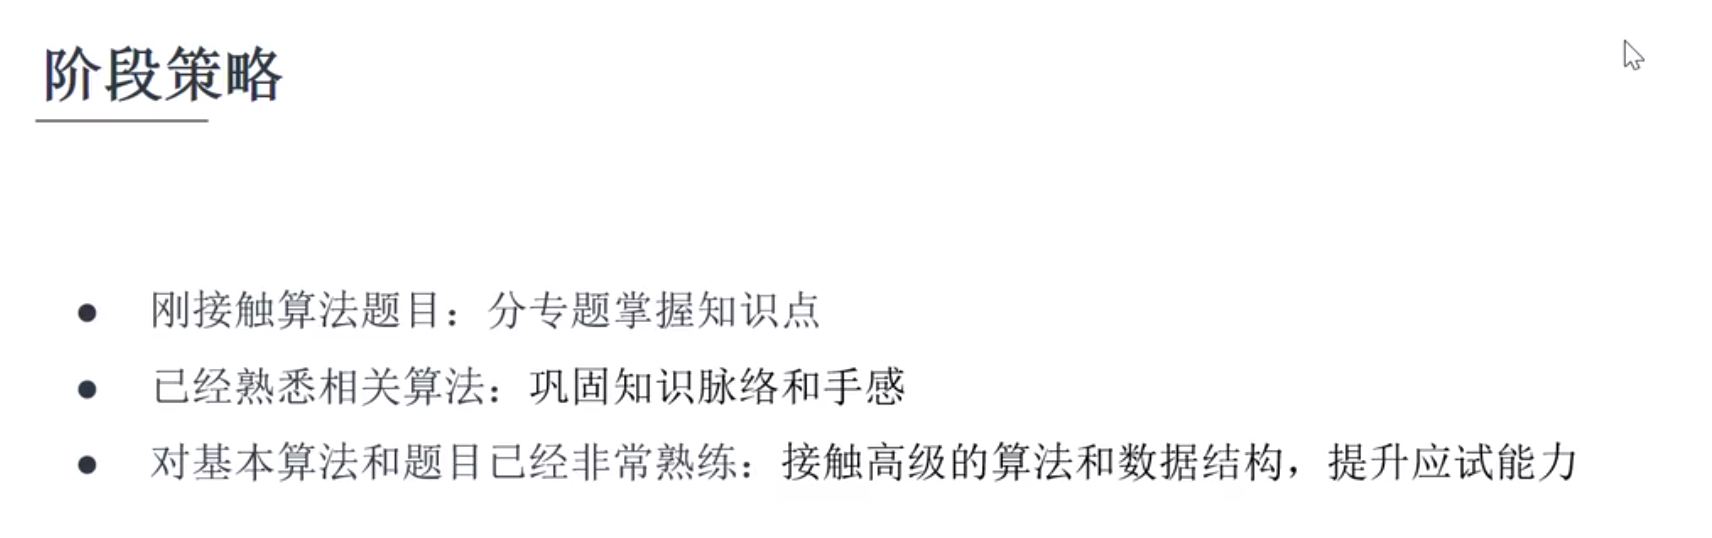 阶段策略
● 刚接触算法题目：分专题掌握知识点
● 已经熟悉相关算法：巩固知识脉络和手感
● 对基本算法和题目已经非常熟练：接触高级的算法和数据结构，提升应试能力